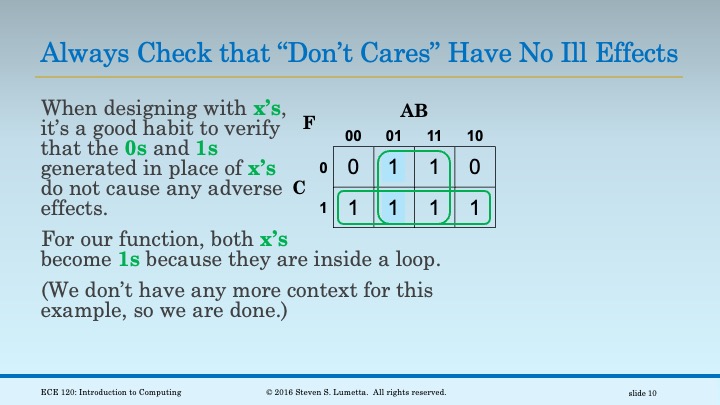 Always Check that “Don’t Cares” Have No Ill Effects
When designing with x’s,
it’s a good habit to verify
that the 0s and 1s
generated in place of x’s
do not cause any adverse
effects.
For our function, both x’s
become 1s because they are inside a loop.
(We don’t have any more context for this
example, so we are done.)
AB
F
00 01 11 10
0 0 1 1 0
C
1 1 1 1 1
ECE 120: Introduction to Computing © 2016 Steven S. Lumetta. All rights reserved. slide 10